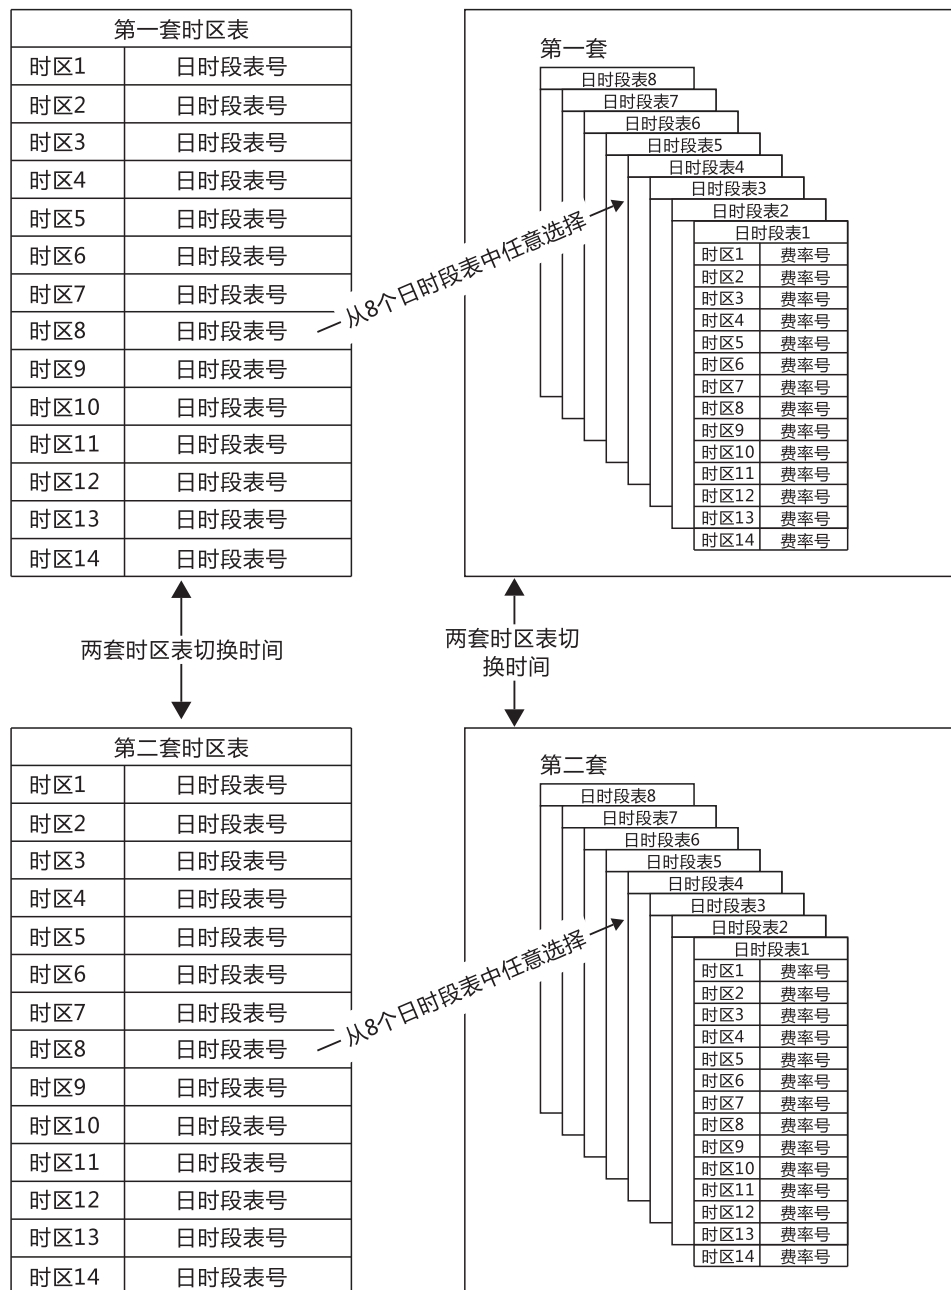 第一套时区表
时区1 日时段表号
时区2 日时段表号
时区3 日时段表号
时区4 日时段表号
时区5 日时段表号
时区6 日时段表号
时区7 日时段表号
时区8 日时段表号
时区9 日时段表号
时区10 日时段表号
时区11 日时段表号
时区12 日时段表号
时区13 日时段表号
时区14 日时段表号
从8个日时段表中任意选择
第一套
日时段表8
日时段表7
日时段表6
日时段表5
日时段表4
日时段表3
日时段表2
日时段表1
时区1 费率号
时区2 费率号
时区3 费率号
时区4 费率号
时区5 费率号
时区6 费率号
时区7 费率号
时区8 费率号
时区9 费率号
时区10 费率号
时区11 费率号
时区12 费率号
时区13 费率号
时区14 费率号
两套时区表切换时间
两套时区表切
换时间
第二套时区表
时区1 日时段表号
时区2 日时段表号
时区3 日时段表号
时区4 日时段表号
时区5 日时段表号
时区6 日时段表号
时区7 日时段表号
时区8 日时段表号
时区9 日时段表号
时区10 日时段表号
时区11 日时段表号
时区12 日时段表号
时区13 日时段表号
时区14 日时段表号
从8个日时段表中任意选择
第二套
日时段表8
日时段表7
日时段表6
日时段表5
日时段表4
日时段表3
日时段表2
日时段表1
时区1 费率号
时区2 费率号
时区3 费率号
时区4 费率号
时区5 费率号
时区6 费率号
时区7 费率号
时区8 费率号
时区9 费率号
时区10 费率号
时区11 费率号
时区12 费率号
时区13 费率号
时区14 费率号